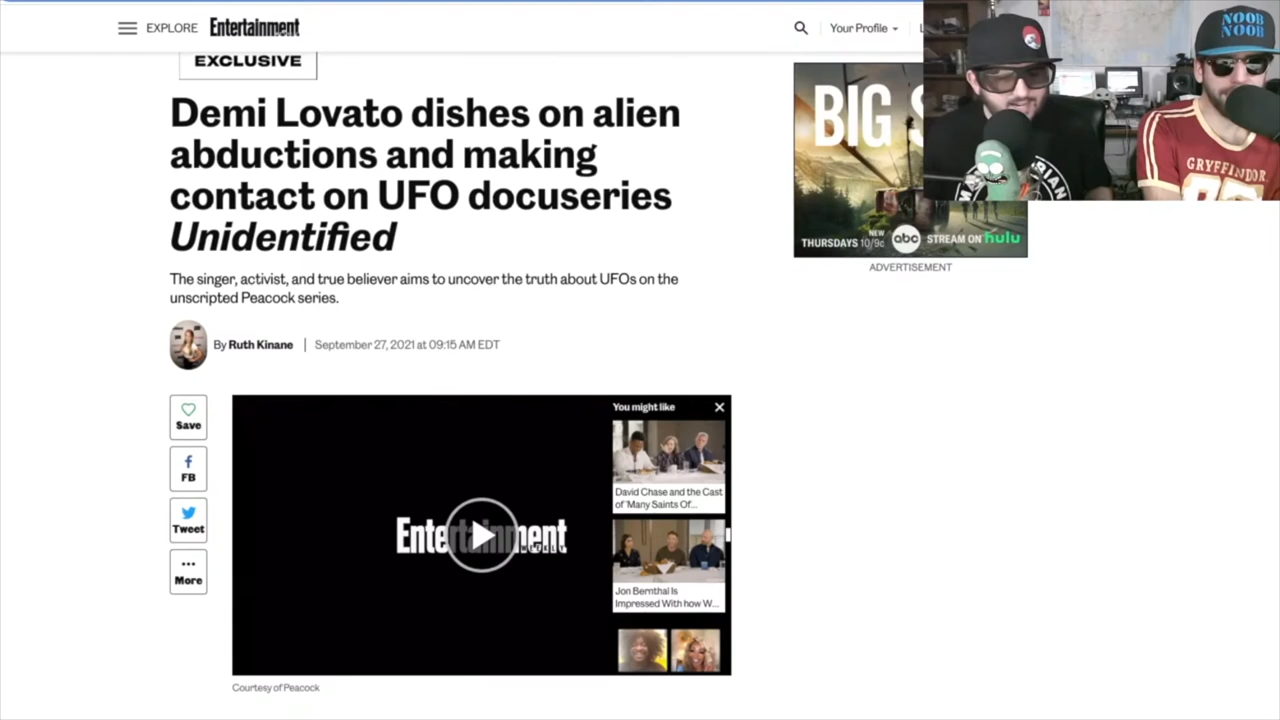 EXPLORE
Entertainment
Your Profile
EXCLUSIVE
Demi Lovato dishes on alien
abductions and making
contact on UFO docuseries
Unidentified
The singer, activist, and true believer aims to uncover the truth about UFOs on the
unscripted Peacock series.
By Ruth Kinane
September 27, 2021 at 09:15 AM EDT
Save
FB
Tweet
More
Entertainment
WEEKLY
You might like
David Chase and the Cast
of 'Many Saints Of...
Jon Bernthal Is
Impressed With how W...
Courtesy of Peacock
BIG S
THURSDAYS 10/9c
NEW
abc
STREAM ON hulu
ADVERTISEMENT
NOOB
NOOB
GRYFFINDOR